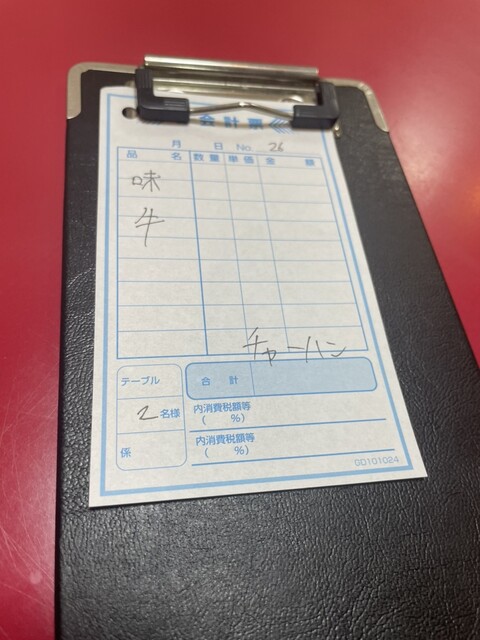 会計票
月 日 No. 26
品 名 数量 単価 金 額
味
牛
チャーハン
テーブル
合 計
2名様
内消費税額等
( %)
係
内消費税額等
( %)
GD101024